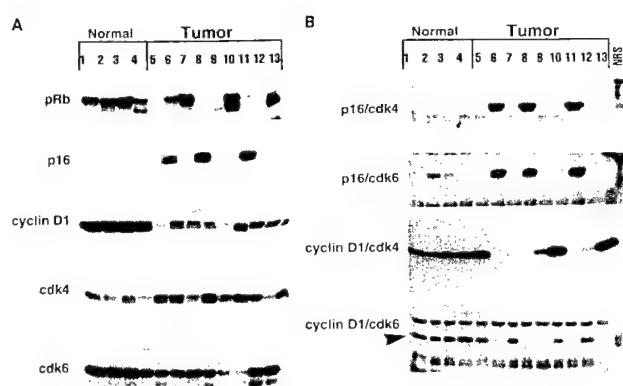 A
Normal Tumor
1 2 3 4 5 6 7 8 9 10 11 12 13
pRb
p16
cyclin D1
cdk4
cdk6
B
Normal Tumor
1 2 3 4 5 6 7 8 9 10 11 12 13 NRS
p16/cdk4
p16/cdk6
cyclin D1/cdk4
cyclin D1/cdk6